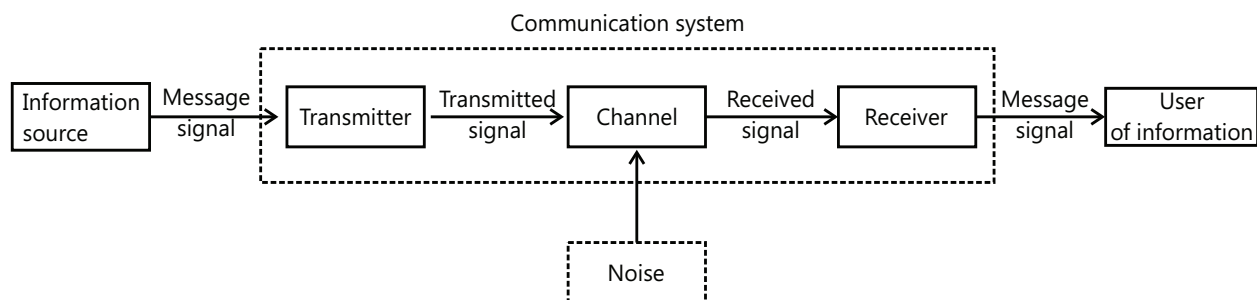 Communication system
Information
source
Message
signal
Transmitter
Transmitted
signal
Channel
Received
signal
Receiver
Message
signal
User
of information
Noise